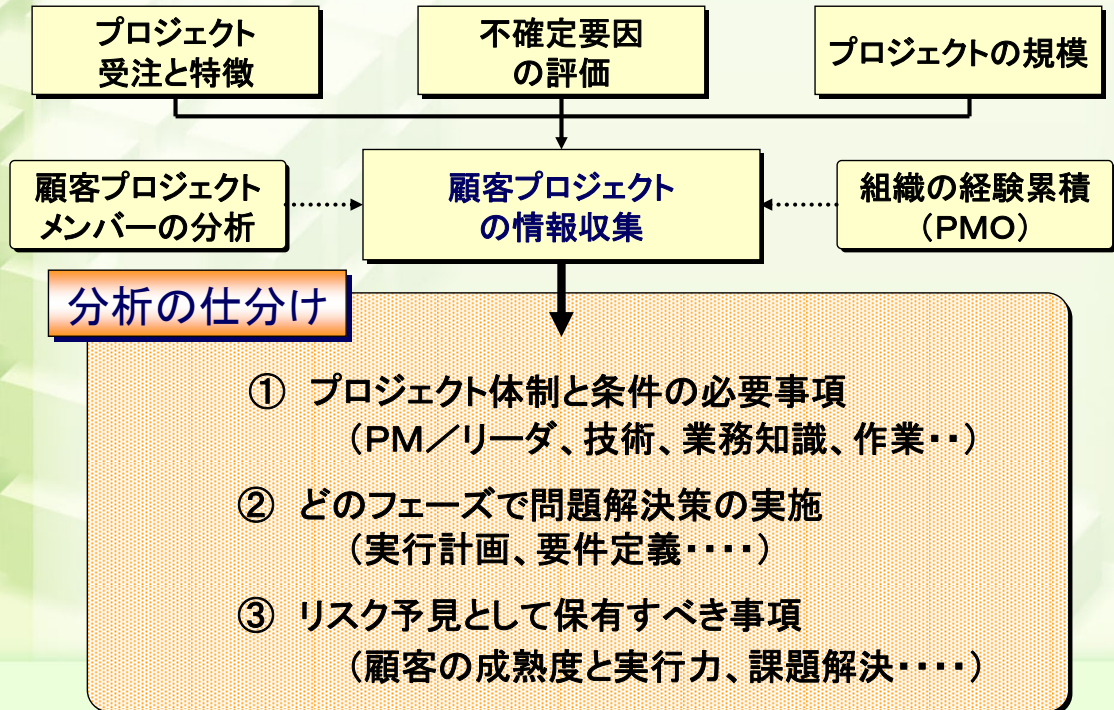 プロジェクト
受注と特徴
不確定要因
の評価
プロジェクトの規模
顧客プロジェクト
メンバーの分析
顧客プロジェクト
の情報収集
組織の経験累積
（ＰＭＯ）
分析の仕分け
① プロジェクト体制と条件の必要事項
（ＰＭ／リーダ、技術、業務知識、作業・・）
② どのフェーズで問題解決策の実施
（実行計画、要件定義・・・・）
③ リスク予見として保有すべき事項
（顧客の成熟度と実行力、課題解決・・・・）